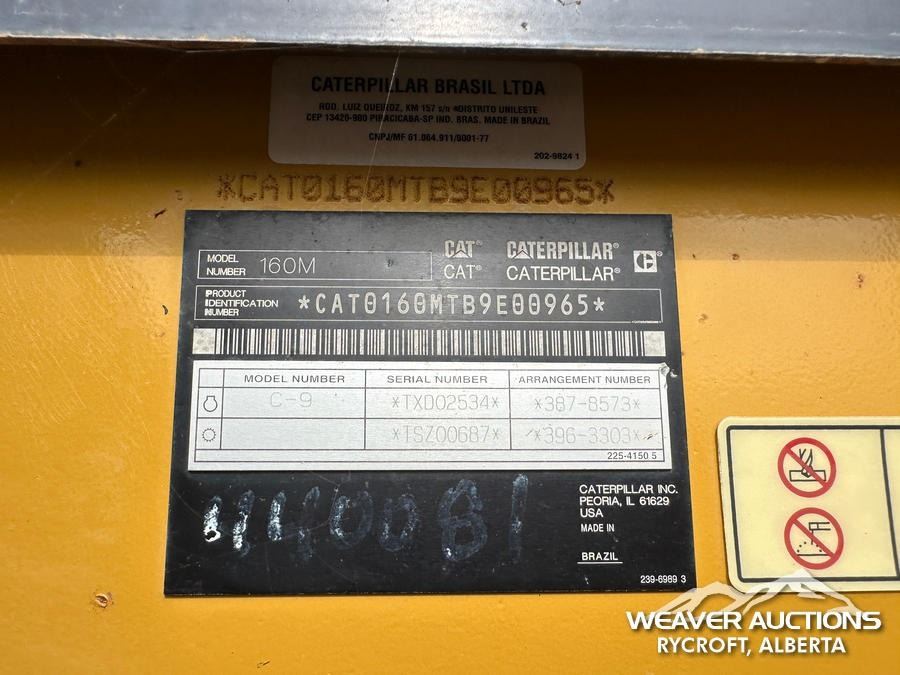 CATERPILLAR BRASIL LTDA
ROD. LUIZ QUEIROZ, KM 157 s/n •DISTRITO UNILESTE
CEP 13420-900 PIRACICABA-SP IND. BRAS. MADE IN BRAZIL
CNPJ/MF 61.064.911/0001-77
202-9824 1
*CAT0160MTB9E00965*
MODEL NUMBER 160M
CAT® CATERPILLAR®
CAT® CATERPILLAR® C ®
PRODUCT IDENTIFICATION NUMBER *CAT0160MTB9E00965*
MODEL NUMBER SERIAL NUMBER ARRANGEMENT NUMBER
C-9 *TXD02534* *387-8573*
*TSZ00687* *396-3303*
225-4150 5
440081
CATERPILLAR INC.
PEORIA, IL 61629
USA
MADE IN
BRAZIL
239-6989 3
WEAVER AUCTIONS
RYCROFT, ALBERTA